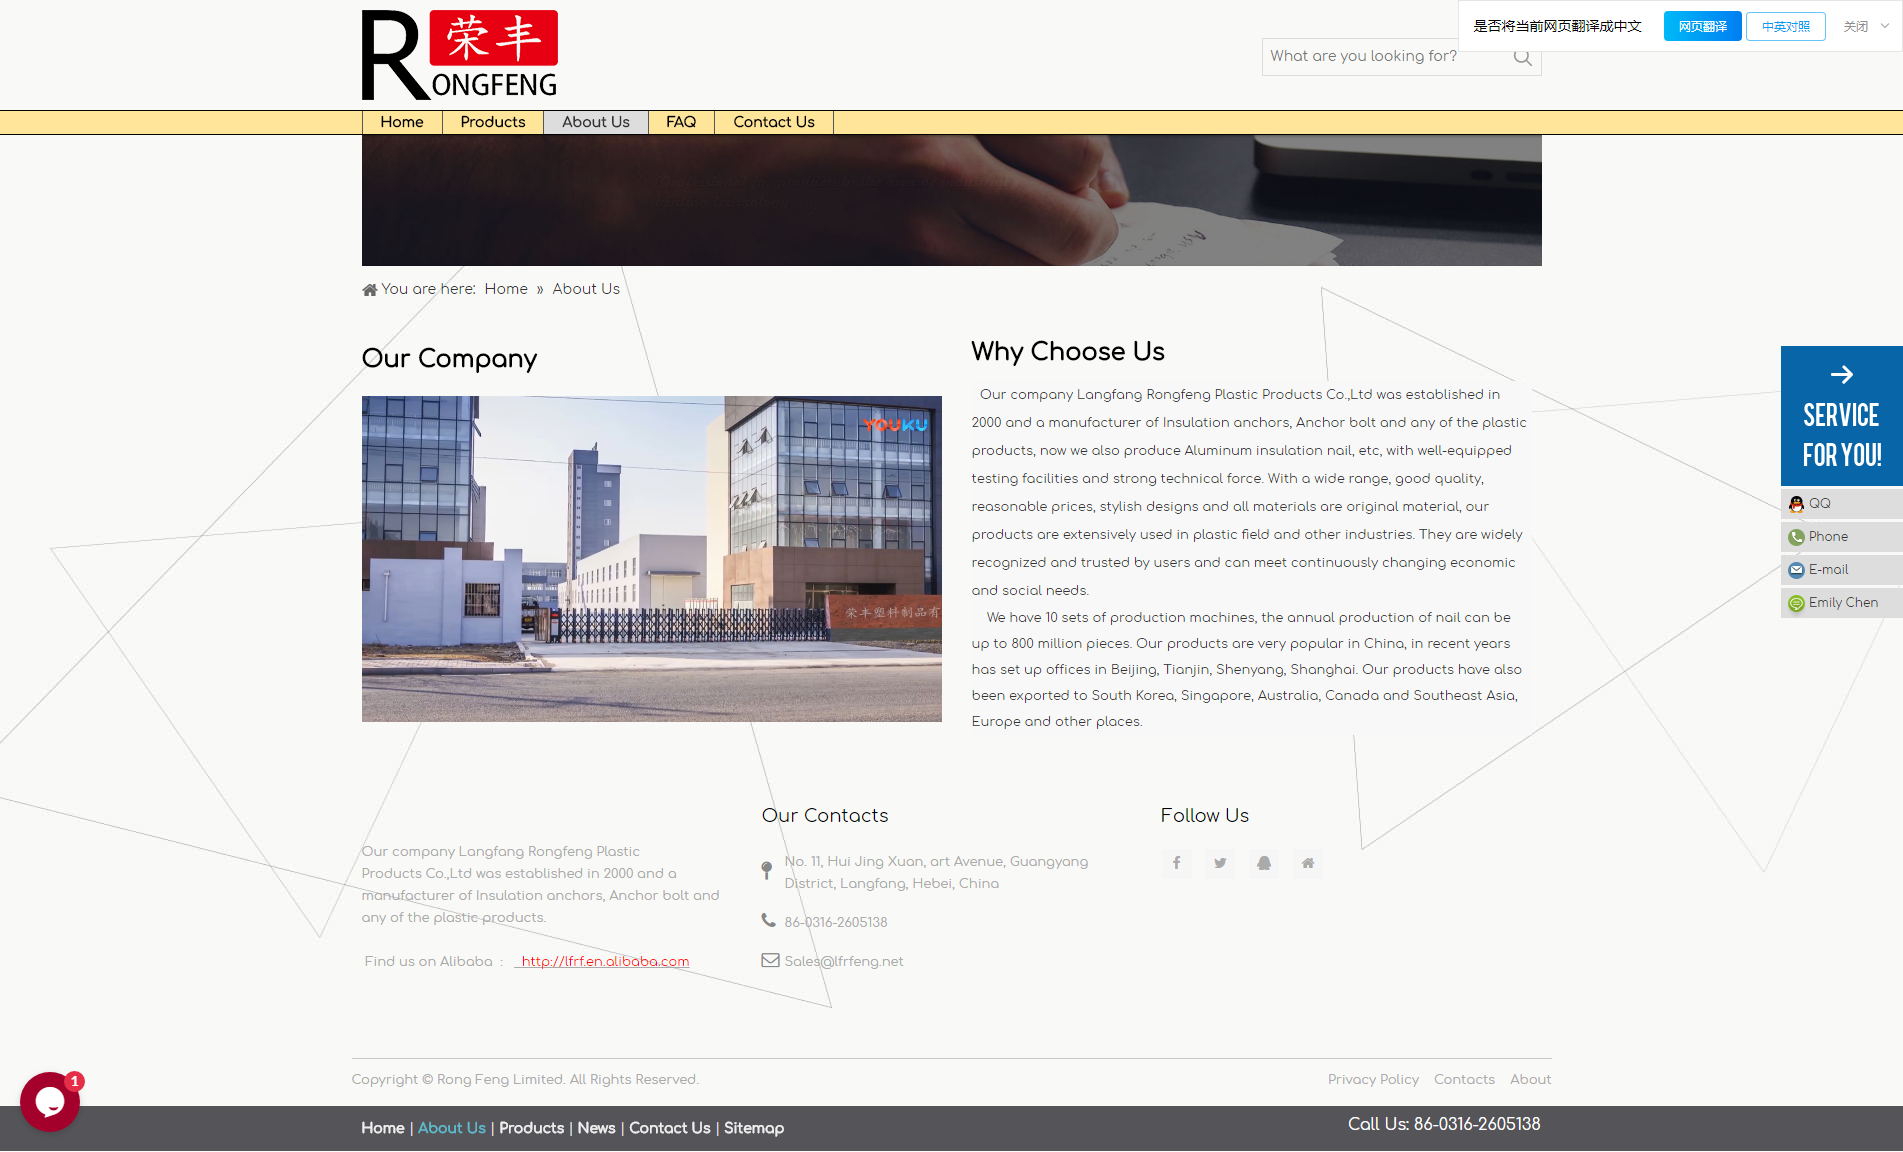 荣丰
RONGFENG
What are you looking for?
是否将当前网页翻译成中文
网页翻译
中英对照
关闭
Home
Products
About Us
FAQ
Contact Us
You are here: Home » About Us
Our Company
YOUKU
荣丰塑料制品有
Why Choose Us
Our company Langfang Rongfeng Plastic Products Co.,Ltd was established in
2000 and a manufacturer of Insulation anchors, Anchor bolt and any of the plastic
products, now we also produce Aluminum insulation nail, etc, with well-equipped
testing facilities and strong technical force. With a wide range, good quality,
reasonable prices, stylish designs and all materials are original material, our
products are extensively used in plastic field and other industries. They are widely
recognized and trusted by users and can meet continuously changing economic
and social needs.
We have 10 sets of production machines, the annual production of nail can be
up to 800 million pieces. Our products are very popular in China, in recent years
has set up offices in Beijing, Tianjin, Shenyang, Shanghai. Our products have also
been exported to South Korea, Singapore, Australia, Canada and Southeast Asia,
Europe and other places.
SERVICE
FOR YOU!
QQ
Phone
E-mail
Emily Chen
Our company Langfang Rongfeng Plastic
Products Co.,Ltd was established in 2000 and a
manufacturer of Insulation anchors, Anchor bolt and
any of the plastic products.
Find us on Alibaba : http://lfrf.en.alibaba.com
Our Contacts
No. 11, Hui Jing Xuan, art Avenue, Guangyang
District, Langfang, Hebei, China
86-0316-2605138
Sales@lfrfeng.net
Follow Us
Copyright © Rong Feng Limited. All Rights Reserved.
Privacy Policy Contacts About
1
Home | About Us | Products | News | Contact Us | Sitemap
Call Us: 86-0316-2605138